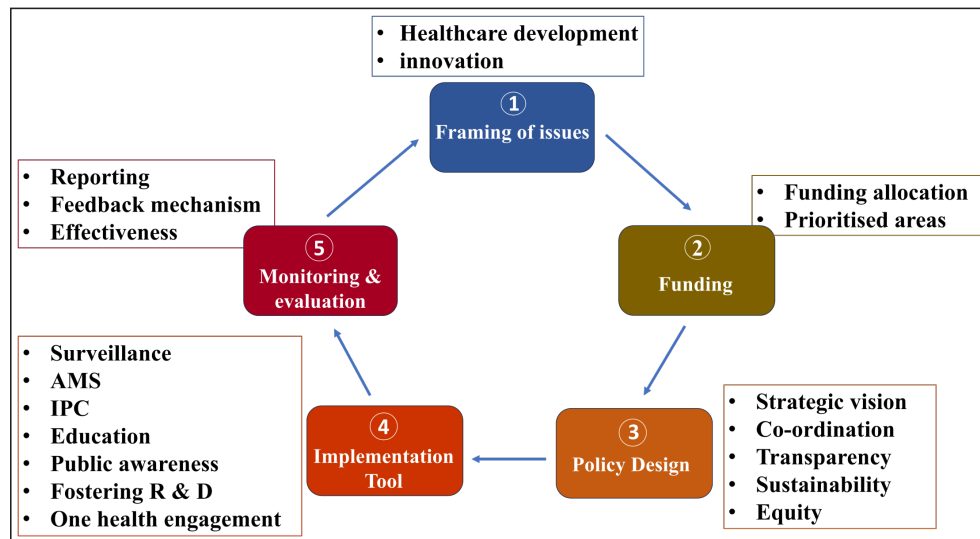 • Healthcare development
• innovation
①
Framing of issues
• Funding allocation
• Prioritised areas
②
Funding
• Strategic vision
• Co-ordination
• Transparency
• Sustainability
• Equity
③
Policy Design
• Surveillance
• AMS
• IPC
• Education
• Public awareness
• Fostering R & D
• One health engagement
④
Implementation
Tool
• Reporting
• Feedback mechanism
• Effectiveness
⑤
Monitoring &
evaluation